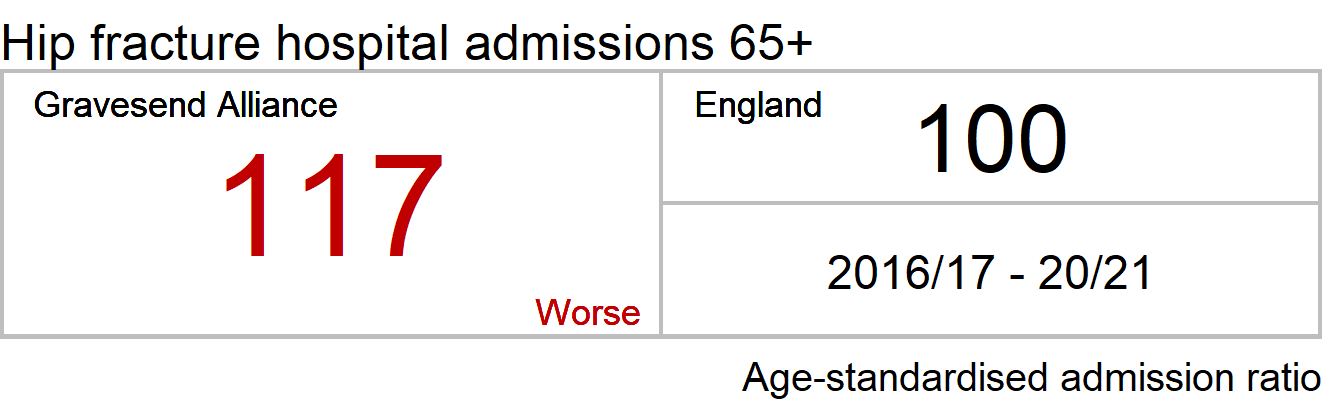 Hip fracture hospital admissions 65+
Gravesend Alliance
117
Worse
England
100
2016/17 - 20/21
Age-standardised admission ratio